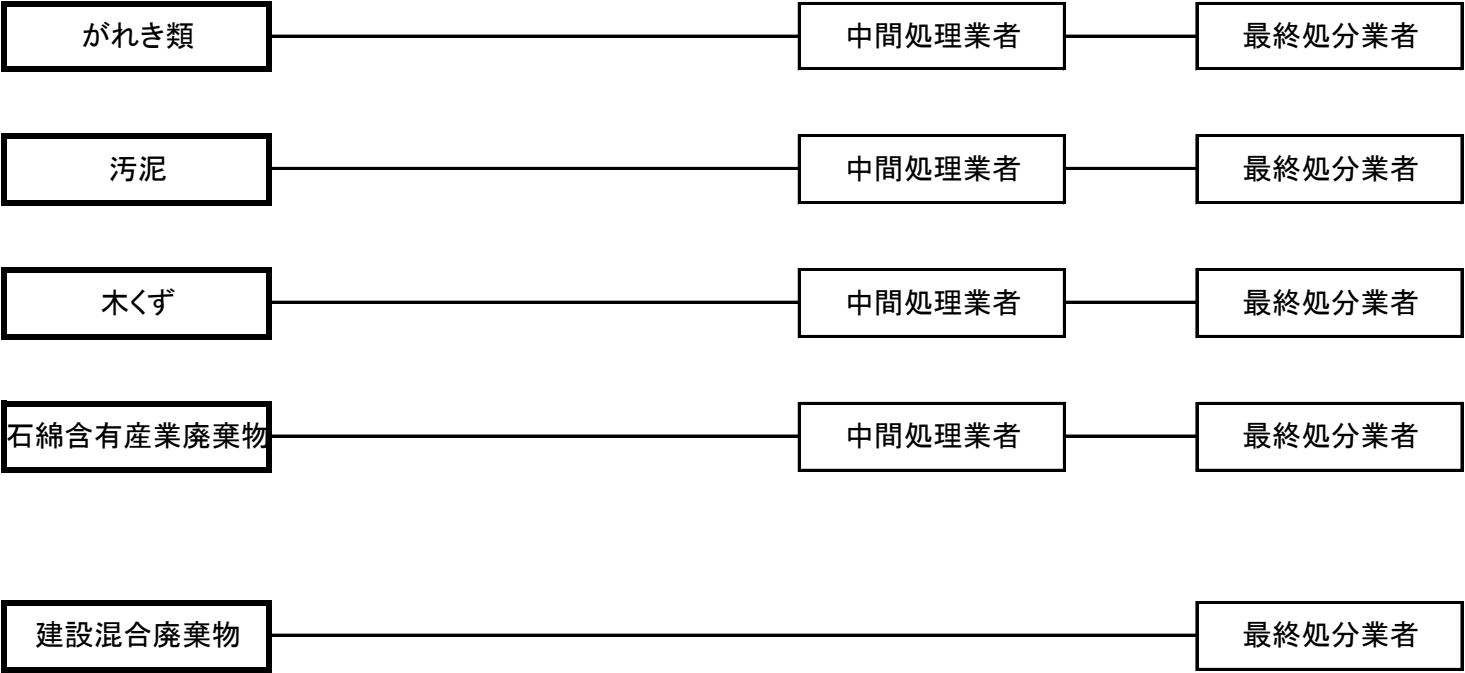 がれき類
中間処理業者
最終処分業者
汚泥
中間処理業者
最終処分業者
木くず
中間処理業者
最終処分業者
石綿含有産業廃棄物
中間処理業者
最終処分業者
建設混合廃棄物
最終処分業者